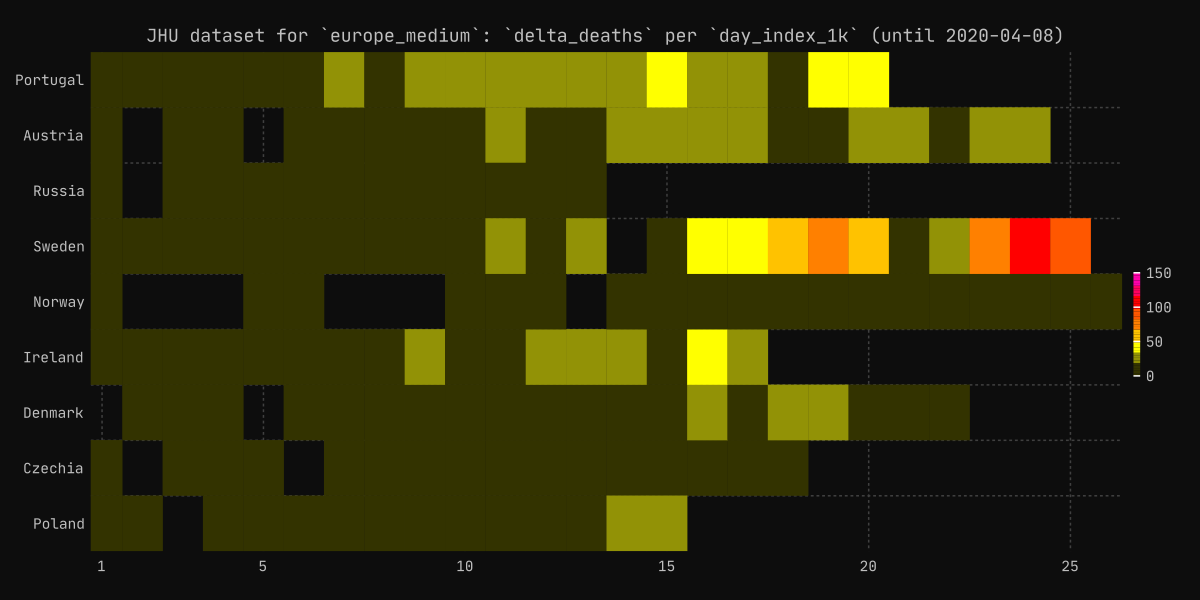 JHU dataset for `europe_medium`: `delta_deaths` per `day_index_1k` (until 2020-04-08)
Portugal
Austria
Russia
Sweden
Norway
Ireland
Denmark
Czechia
Poland
150
100
50
0
1 5 10 15 20 25